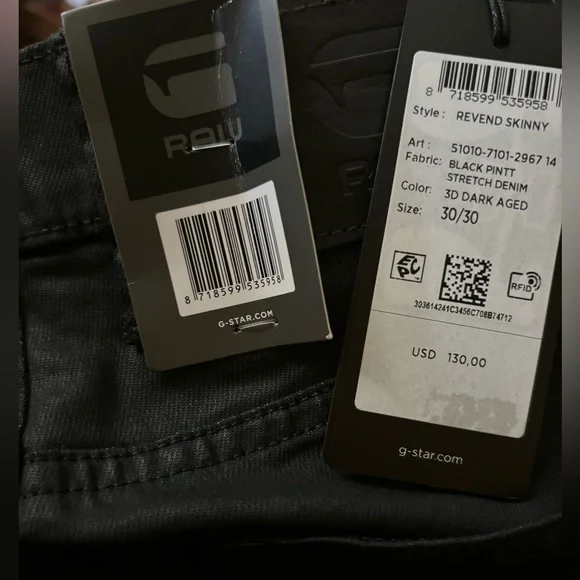 RAW
8 718599 535958
G-STAR.COM
8 718599 535958
Style : REVEND SKINNY
Art : 51010-7101-2967 14
Fabric: BLACK PINTT
STRETCH DENIM
Color: 3D DARK AGED
Size: 30/30
EPC
RFID
303614241C3456C708B74712
USD 130,00
g-star.com